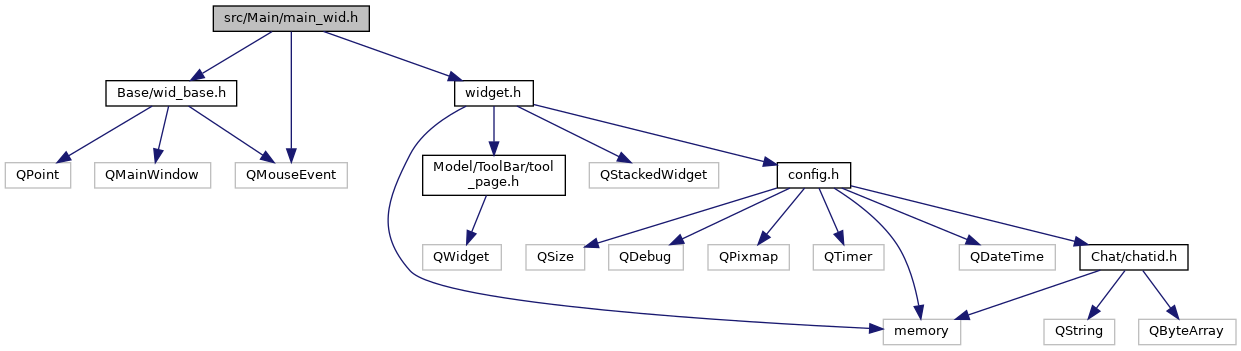 src/Main/main_wid.h
Base/wid_base.h
widget.h
QPoint
QMainWindow
QMouseEvent
Model/ToolBar/tool
_page.h
QStackedWidget
config.h
QWidget
QSize
QDebug
QPixmap
QTimer
QDateTime
Chat/chatid.h
memory
QString
QByteArray